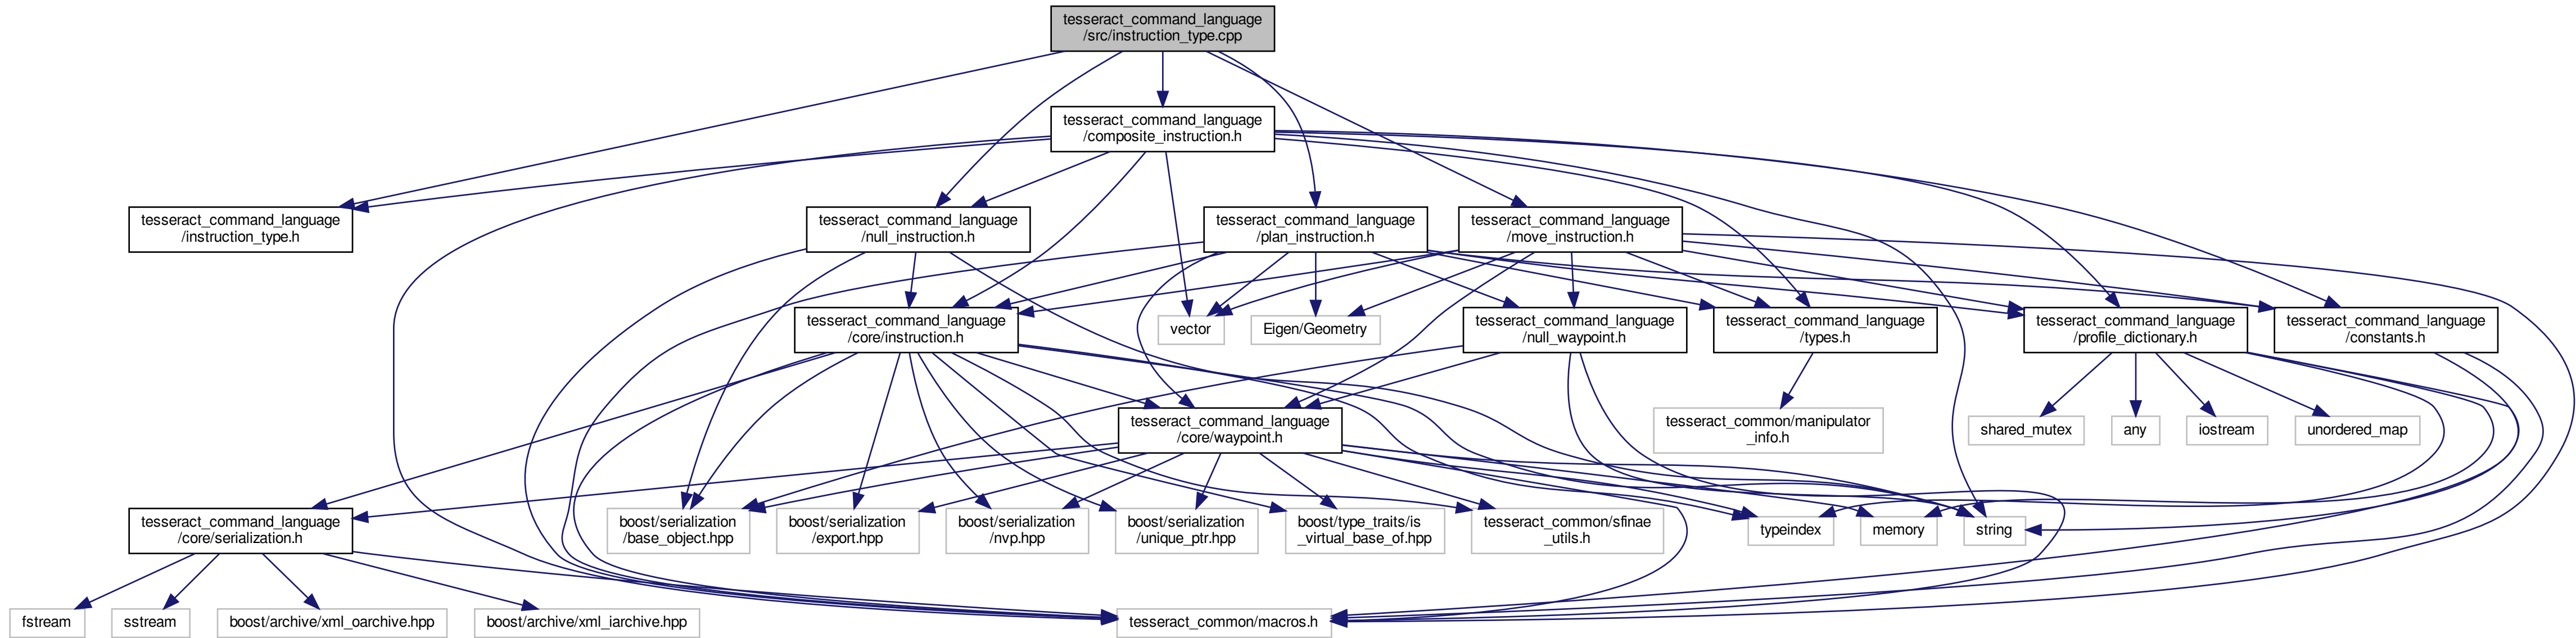 tesseract_command_language
/src/instruction_type.cpp
tesseract_command_language
/composite_instruction.h
tesseract_command_language
/instruction_type.h
tesseract_command_language
/null_instruction.h
tesseract_command_language
/plan_instruction.h
tesseract_command_language
/move_instruction.h
tesseract_command_language
/core/instruction.h
vector
Eigen/Geometry
tesseract_command_language
/null_waypoint.h
tesseract_command_language
/types.h
tesseract_command_language
/profile_dictionary.h
tesseract_command_language
/constants.h
tesseract_command_language
/core/waypoint.h
tesseract_common/manipulator
_info.h
shared_mutex
any
iostream
unordered_map
tesseract_command_language
/core/serialization.h
boost/serialization
/base_object.hpp
boost/serialization
/export.hpp
boost/serialization
/nvp.hpp
boost/serialization
/unique_ptr.hpp
boost/type_traits/is
_virtual_base_of.hpp
tesseract_common/sfinae
_utils.h
typeindex
memory
string
fstream
sstream
boost/archive/xml_oarchive.hpp
boost/archive/xml_iarchive.hpp
tesseract_common/macros.h